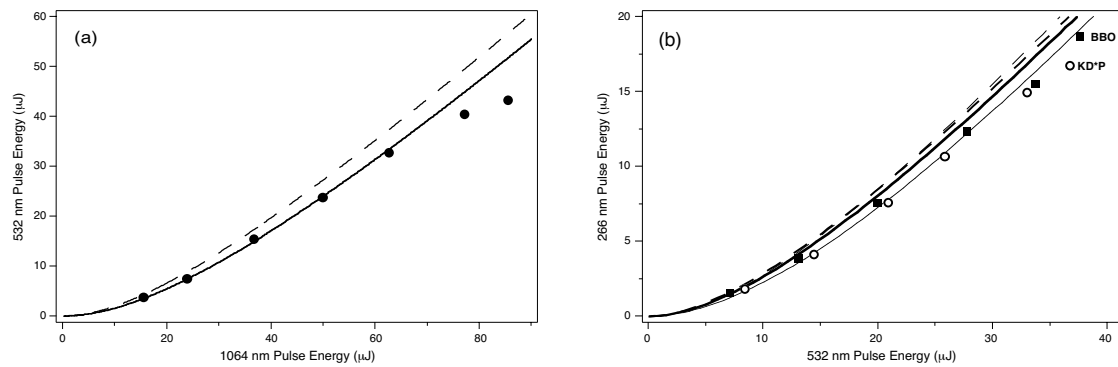 (a)
532 nm Pulse Energy (μJ)
60
50
40
30
20
10
0
0 20 40 60 80
1064 nm Pulse Energy (μJ)
(b)
BBO
KD*P
266 nm Pulse Energy (μJ)
20
15
10
5
0
0 10 20 30 40
532 nm Pulse Energy (μJ)